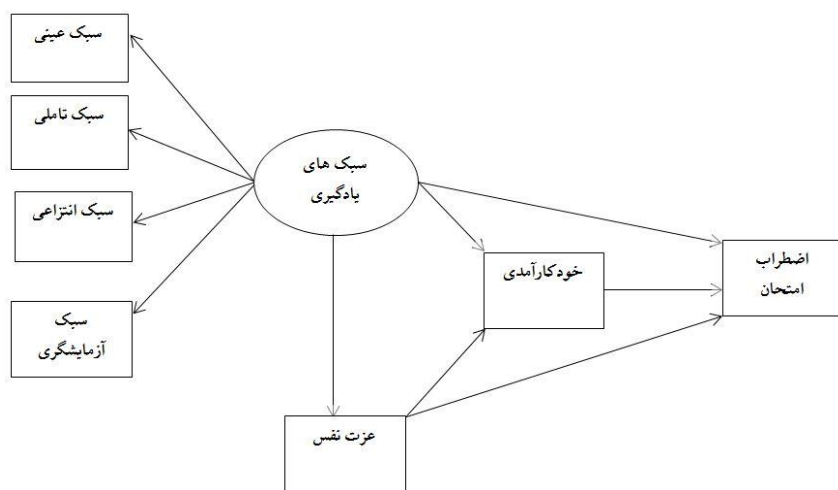 سبک عینی
سبک تاملی
سبک های
یادگیری
سبک انتزاعی
اضطراب
امتحان
خودکارآمدی
سبک
آزمایشگری
عزت نفس